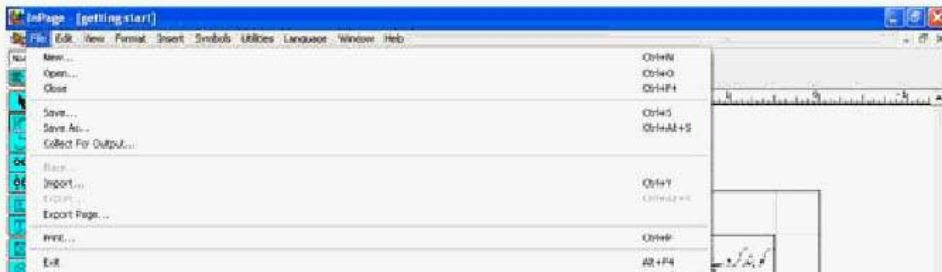 InPage - [getting start]
File Edit View Format Insert Symbols Utilities Language Window Help
New... Ctrl+N
Open... Ctrl+O
Close Ctrl+F4
Save... Ctrl+S
Save As... Ctrl+Alt+S
Collect For Output...
Place...
Import... Ctrl+Y
Export...
Export Page...
Print... Ctrl+P
Exit Alt+F4